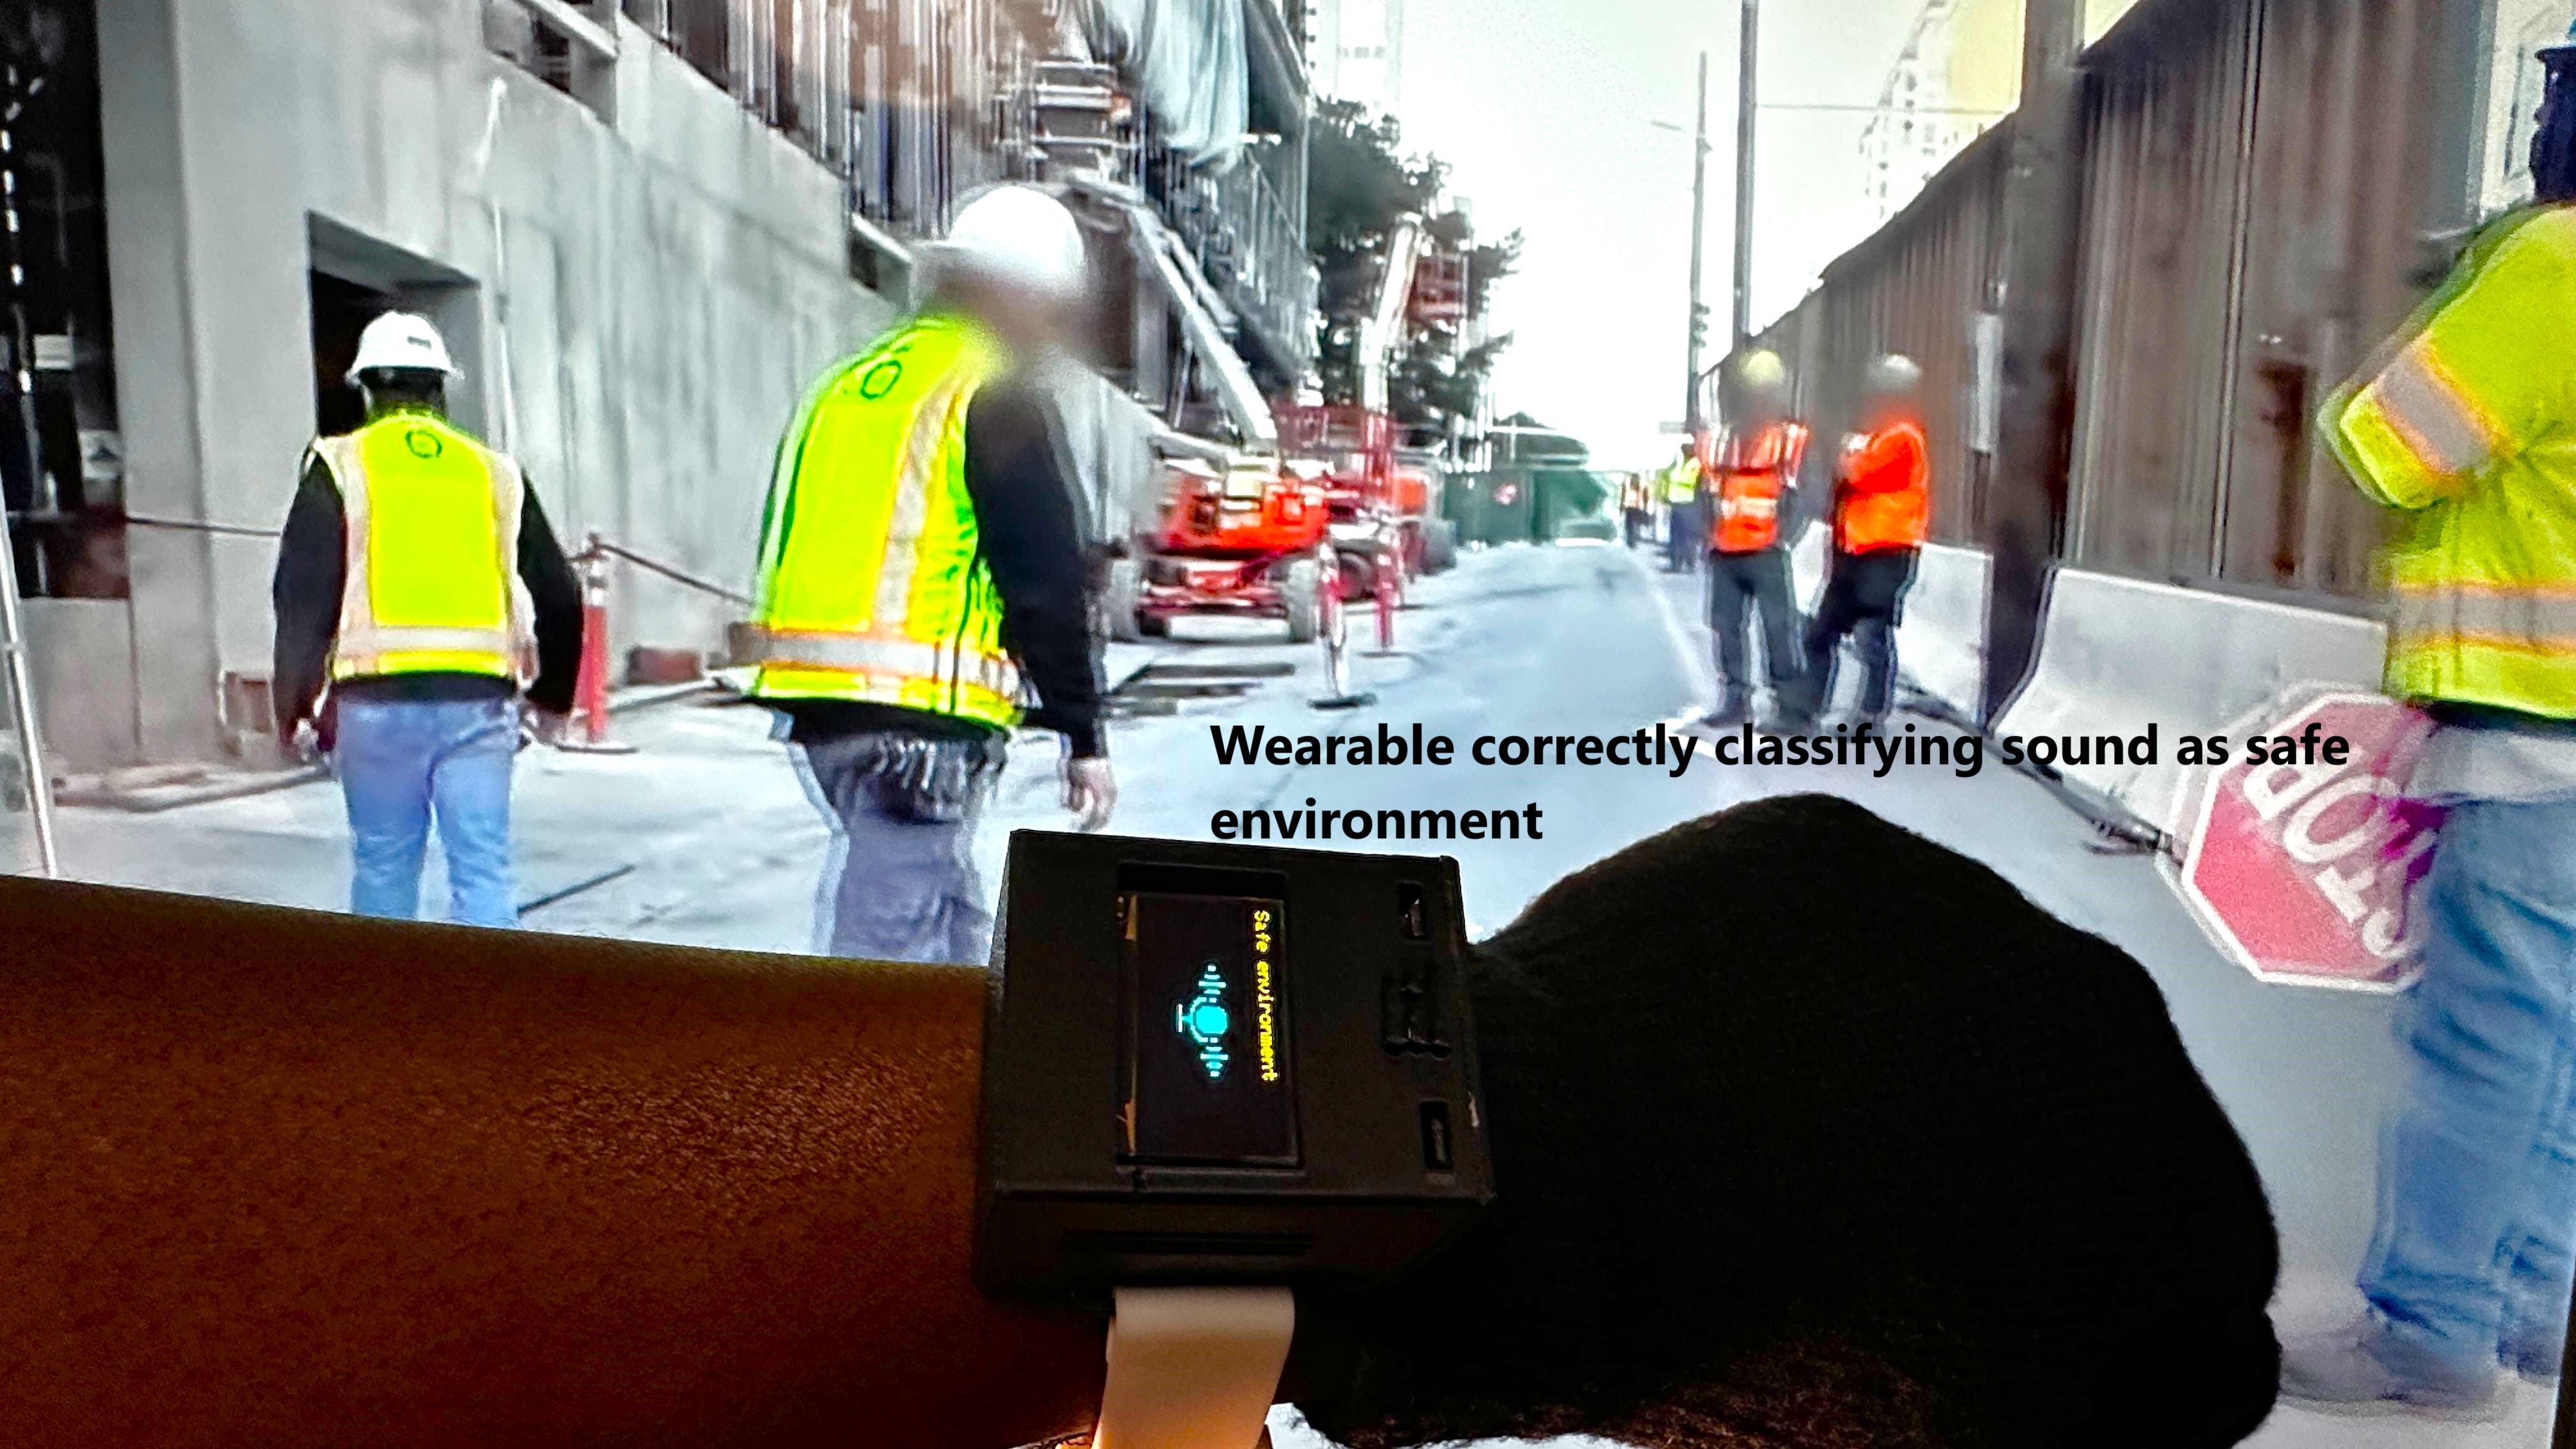 Wearable correctly classifying sound as safe
environment
Safe environment
STOP